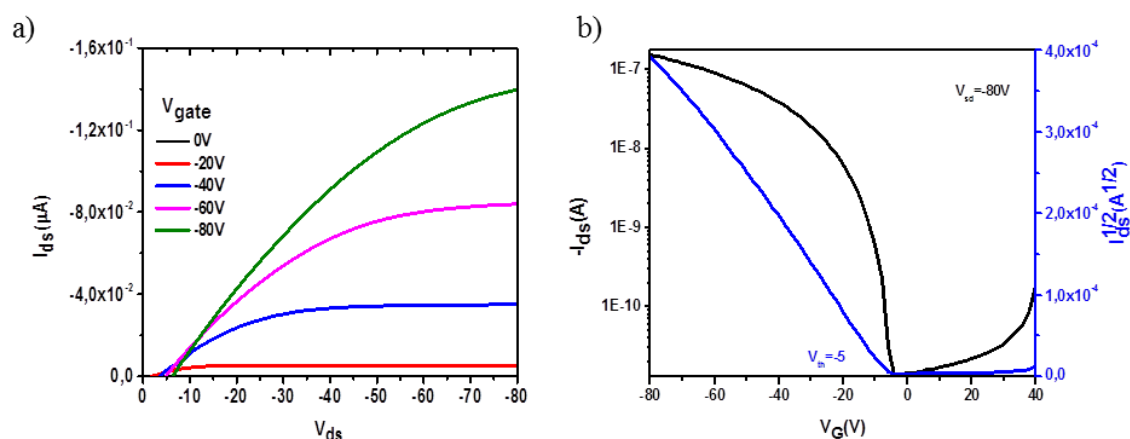 a)
-1,6x10⁻¹
-1,2x10⁻¹
-8,0x10⁻²
-4,0x10⁻²
0,0
I_ds(µA)
V_gate
0V
-20V
-40V
-60V
-80V
0 -10 -20 -30 -40 -50 -60 -70 -80
V_ds
b)
1E-7
1E-8
1E-9
1E-10
-I_ds(A)
V_sd=-80V
V_th=-5
4,0x10⁻⁴
3,0x10⁻⁴
2,0x10⁻⁴
1,0x10⁻⁴
0,0
I_ds^1/2(A^1/2)
-80 -60 -40 -20 0 20 40
V_G(V)